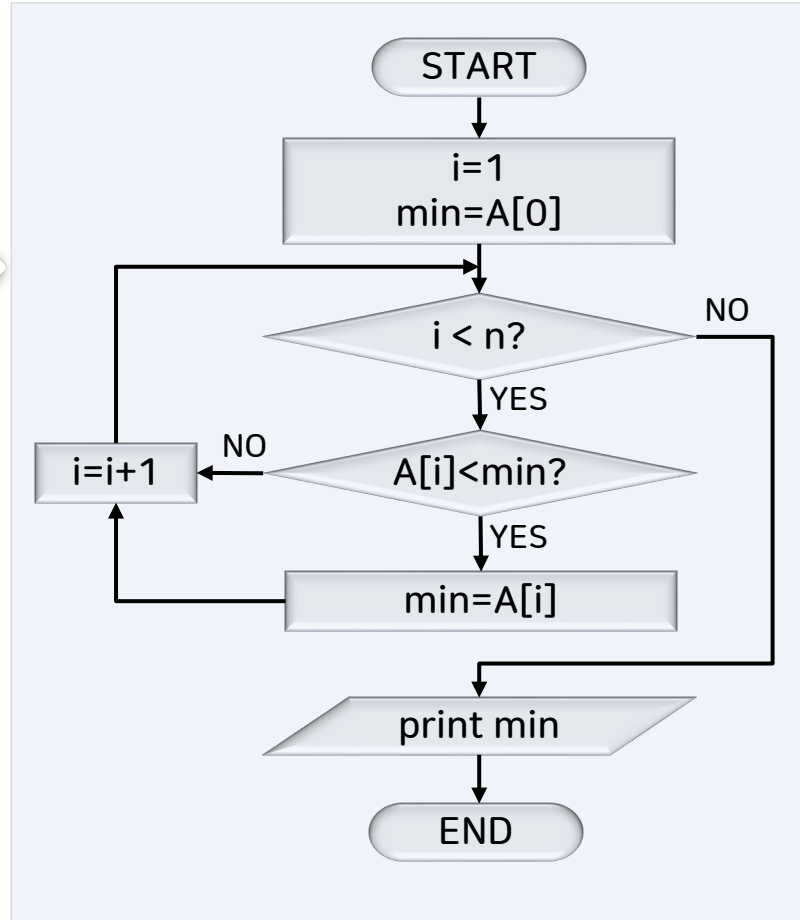 START
i=1
min=A[0]
i < n?
NO
YES
A[i]<min?
NO
i=i+1
YES
min=A[i]
print min
END